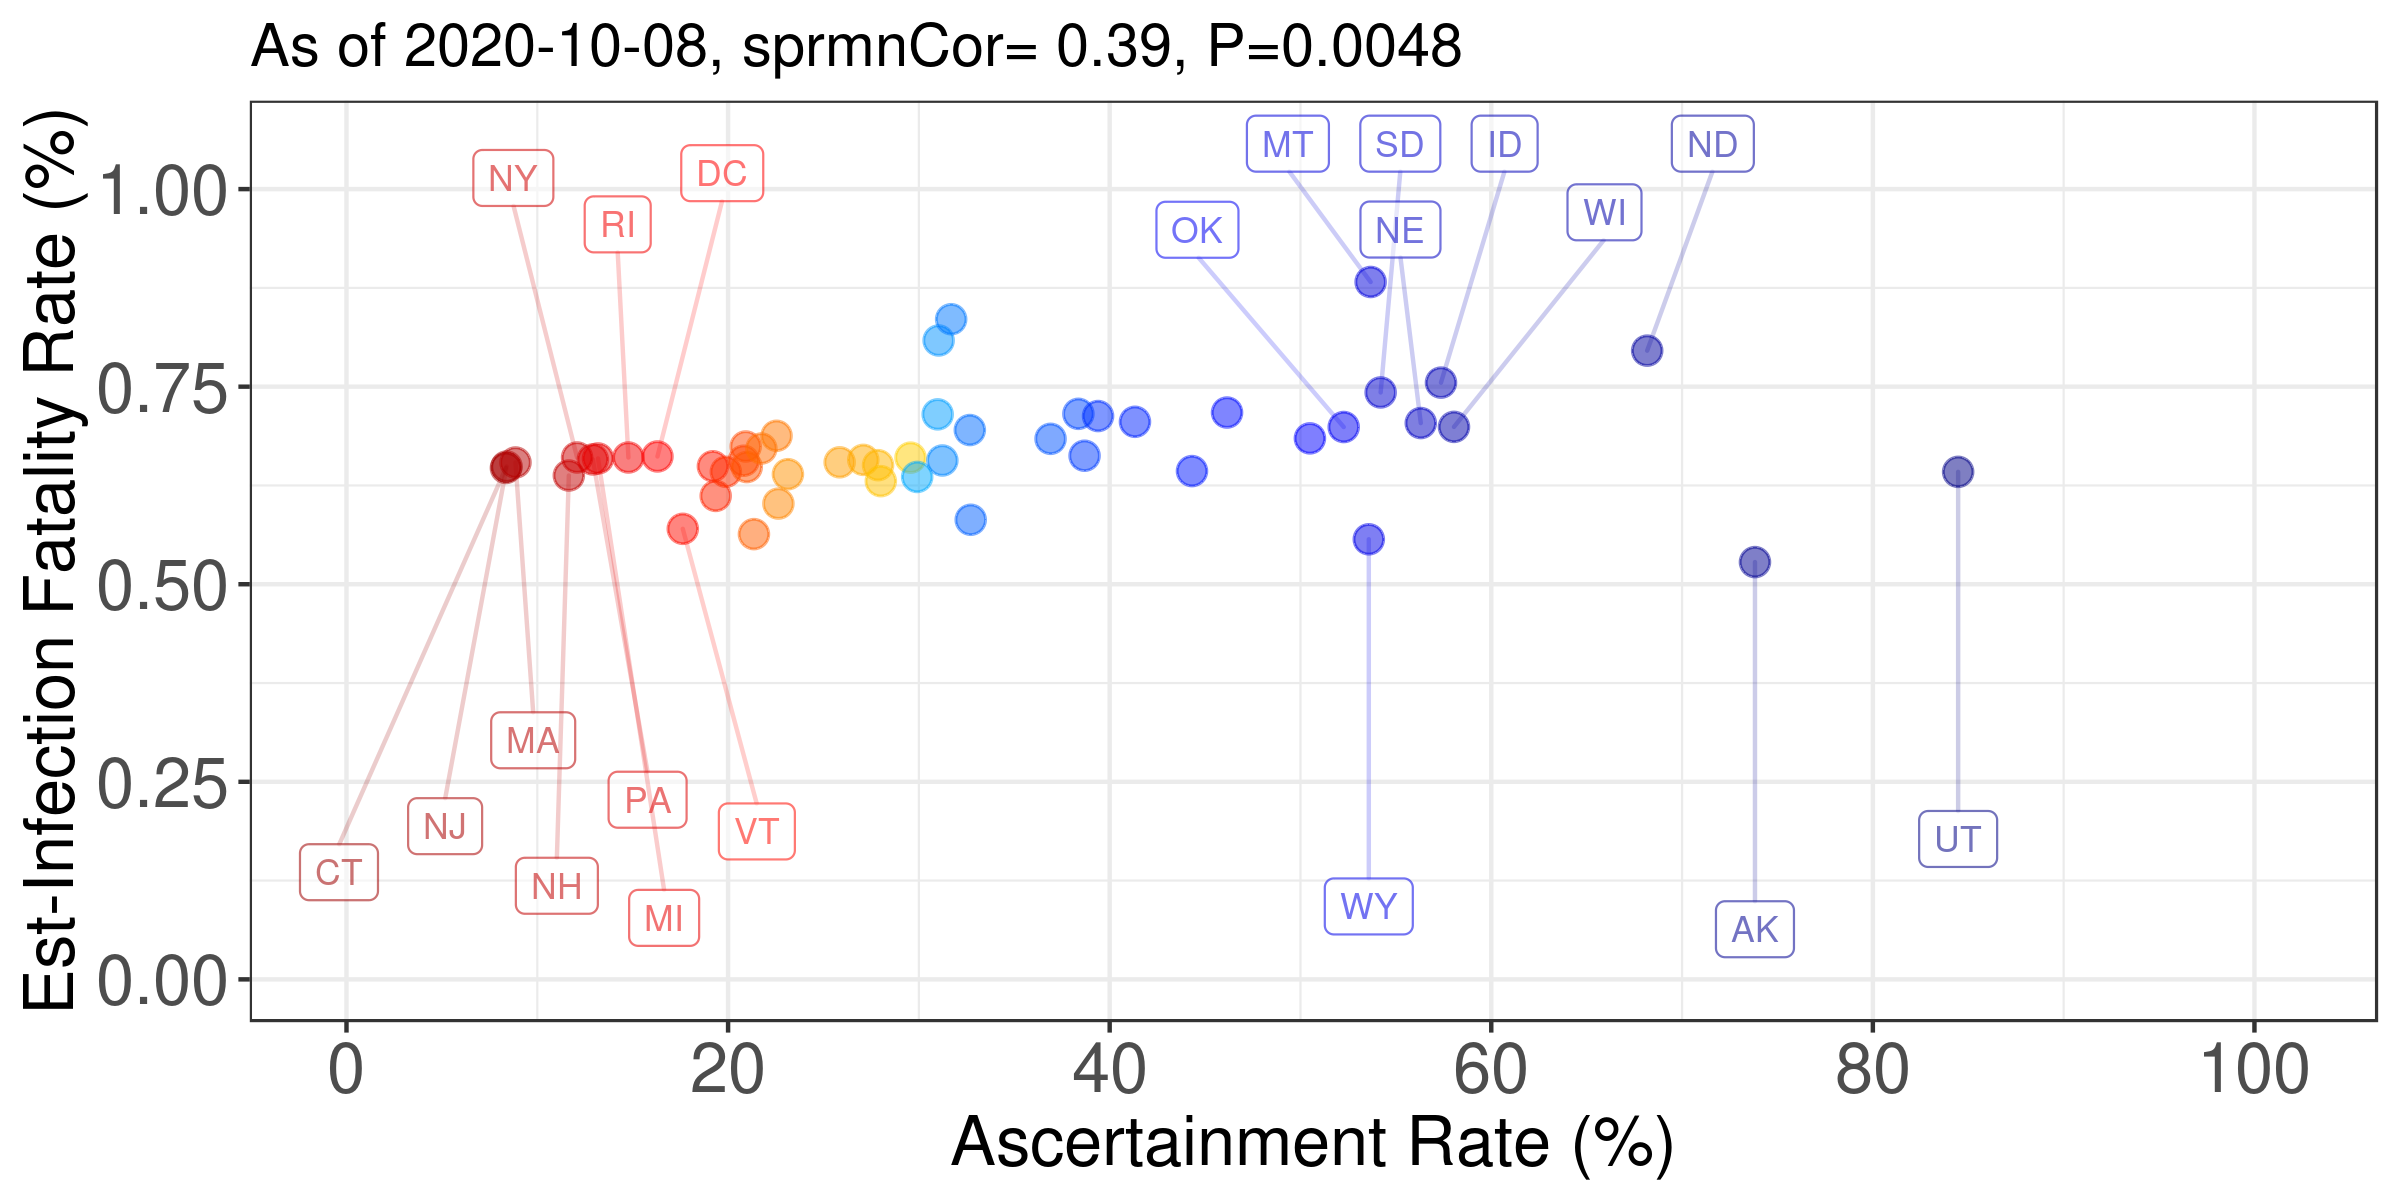 As of 2020-10-08, sprmnCor= 0.39, P=0.0048
Est-Infection Fatality Rate (%)
1.00
0.75
0.50
0.25
0.00
NY
RI
DC
MT
SD
ID
ND
OK
NE
WI
MA
PA
NJ
VT
CT
NH
MI
WY
AK
UT
0
20
40
60
80
100
Ascertainment Rate (%)